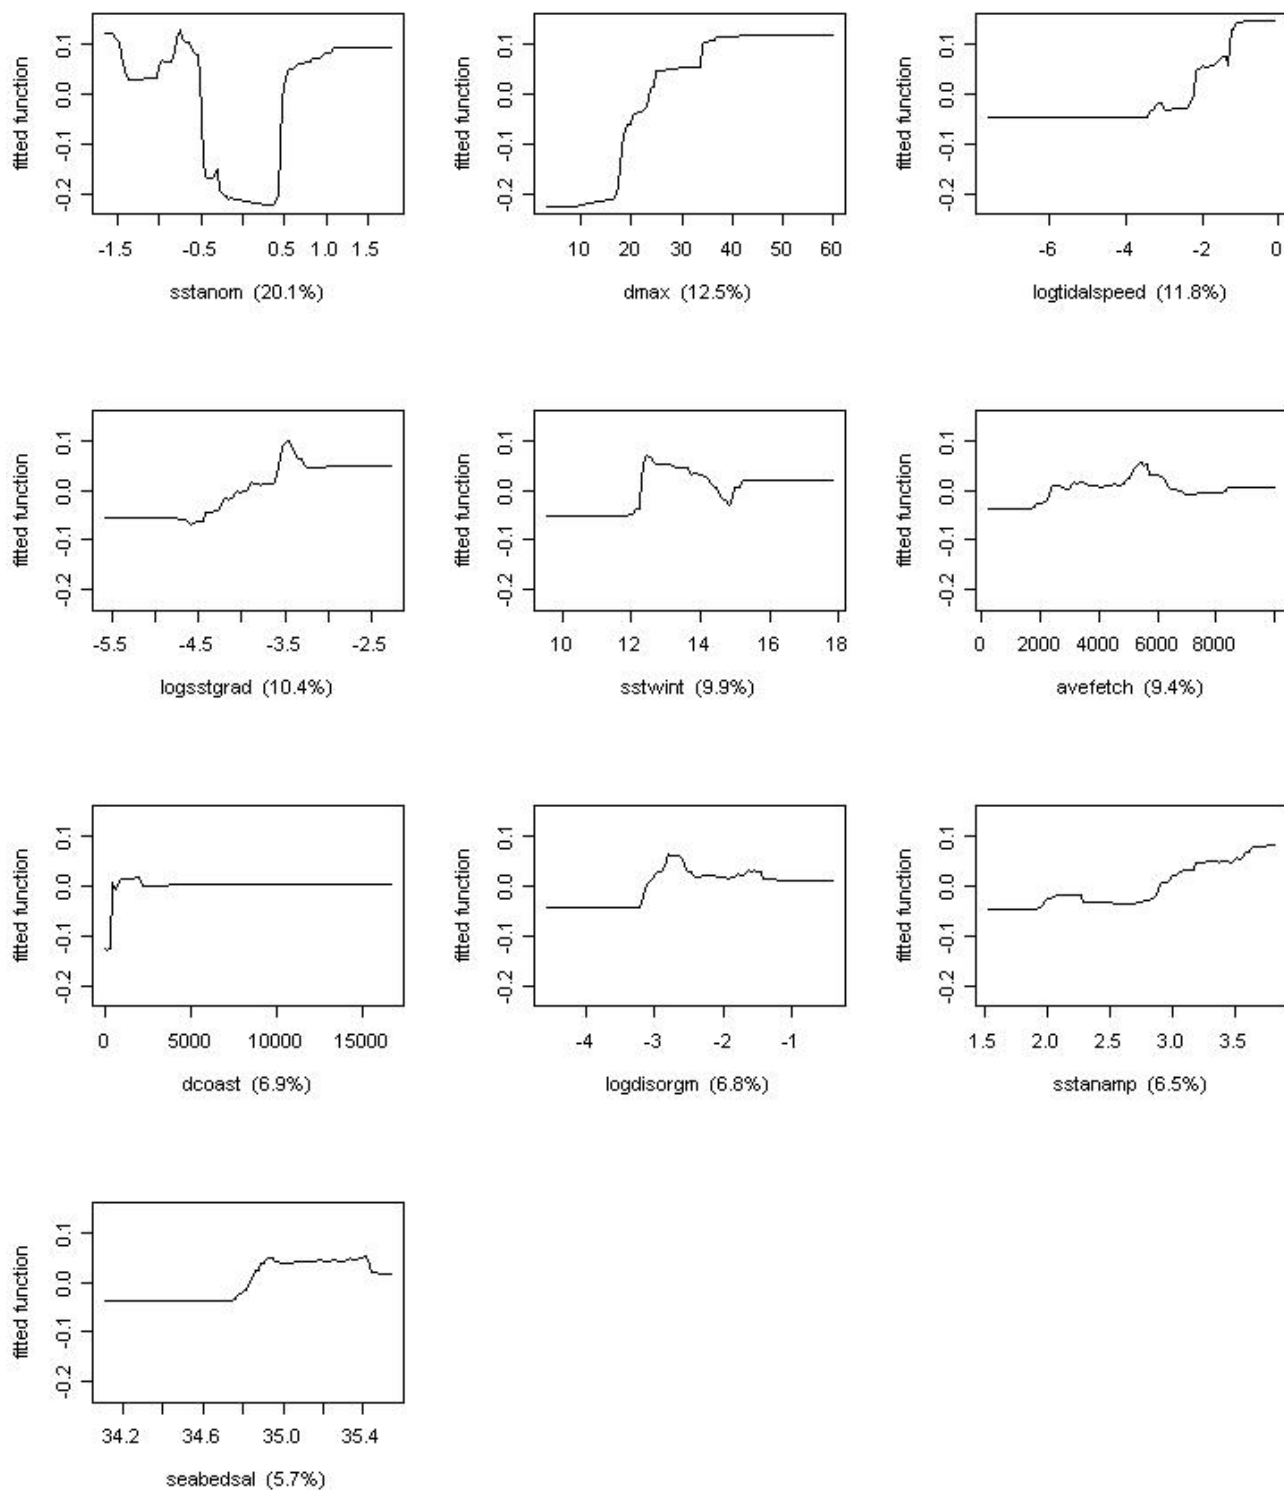 0.1
0.0
-0.1
-0.2
fitted function
-1.5 -0.5 0.5 1.0 1.5
sstanom (20.1%)
0.1
0.0
-0.1
-0.2
fitted function
10 20 30 40 50 60
dmax (12.5%)
0.1
0.0
-0.1
-0.2
fitted function
-6 -4 -2 0
logtidalspeed (11.8%)
0.1
0.0
-0.1
-0.2
fitted function
-5.5 -4.5 -3.5 -2.5
logsstgrad (10.4%)
0.1
0.0
-0.1
-0.2
fitted function
10 12 14 16 18
sstwint (9.9%)
0.1
0.0
-0.1
-0.2
fitted function
0 2000 4000 6000 8000
avefetch (9.4%)
0.1
0.0
-0.1
-0.2
fitted function
0 5000 10000 15000
dcoast (6.9%)
0.1
0.0
-0.1
-0.2
fitted function
-4 -3 -2 -1
logdisorgm (6.8%)
0.1
0.0
-0.1
-0.2
fitted function
1.5 2.0 2.5 3.0 3.5
sstanamp (6.5%)
0.1
0.0
-0.1
-0.2
fitted function
34.2 34.6 35.0 35.4
seabedsal (5.7%)